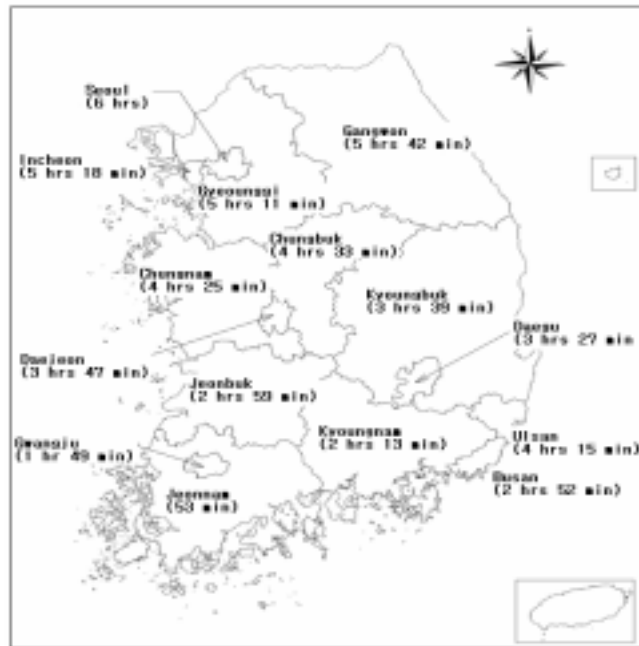 Seoul
(6 hrs)
Gangwon
(5 hrs 42 min)
Incheon
(5 hrs 18 min)
Gyeounggi
(5 hrs 11 min)
Chongbuk
(4 hrs 33 min)
Chongnam
(4 hrs 25 min)
Kyoungbuk
(3 hrs 39 min)
Daegu
(3 hrs 27 min
Daejeon
(3 hrs 47 min)
Jeonbuk
(2 hrs 59 min)
Kyoungnam
(2 hrs 13 min)
Ulsan
(4 hrs 15 min)
Gwangju
(1 hr 49 min)
Busan
(2 hrs 52 min)
Jeonnam
(53 min)